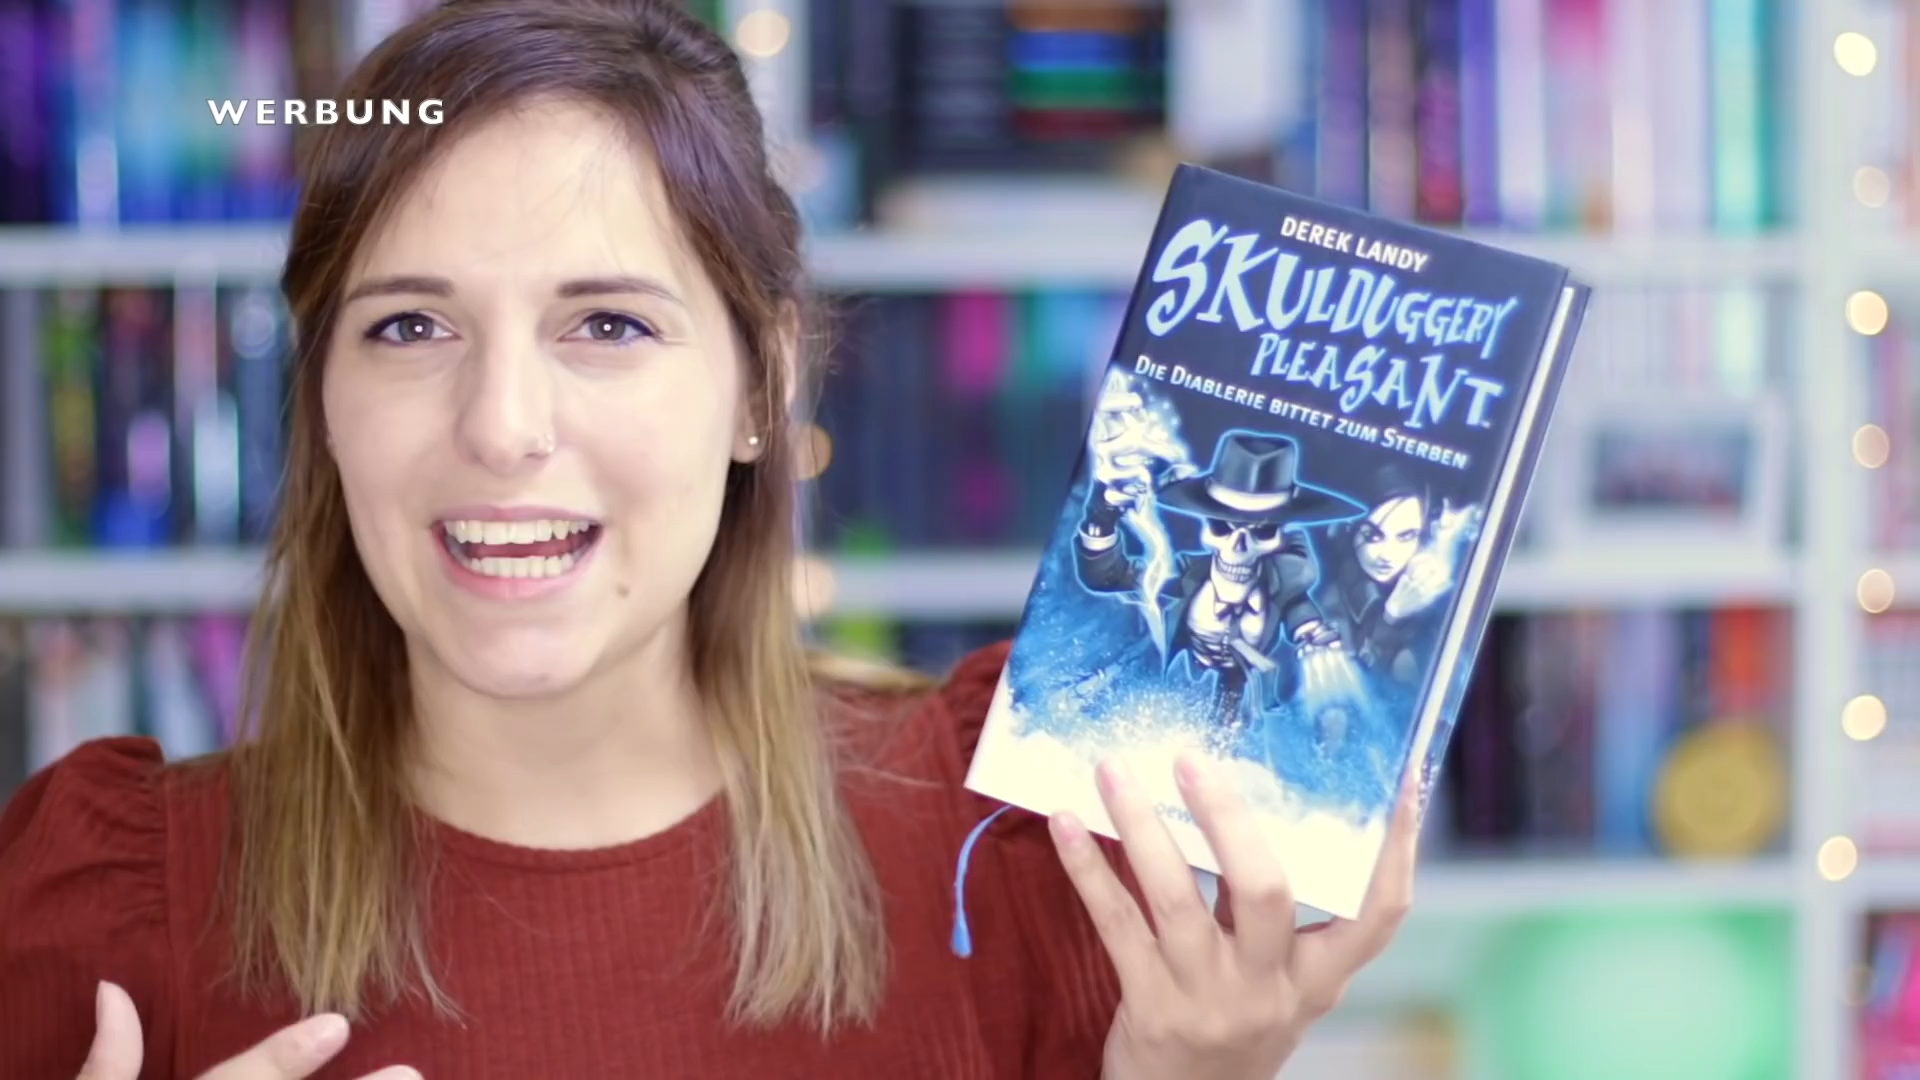 WERBUNG
DEREK LANDY
SKULDUGGERY
PLEASANT
DIE DIABLERIE BITTET ZUM STERBEN